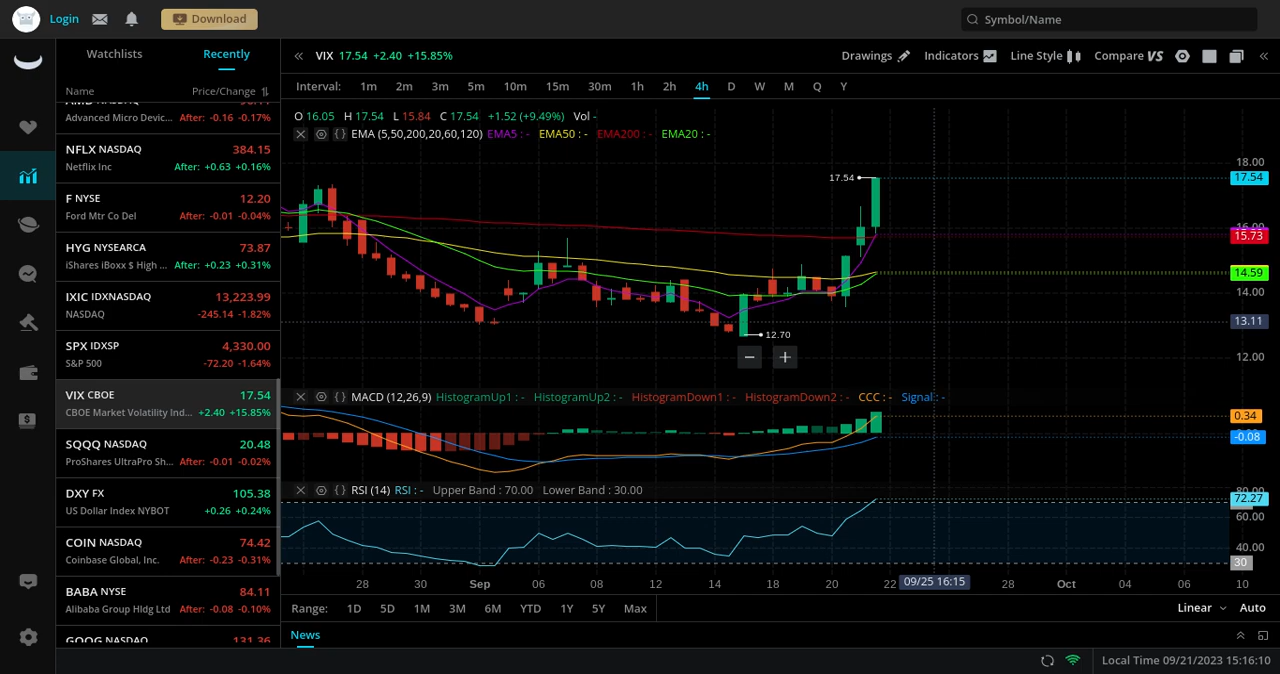 Login
Download
Symbol/Name
Watchlists
Recently
Name
Price/Change
Advanced Micro Devic... After: -0.16 -0.17%
NFLX NASDAQ 384.15
Netflix Inc After: +0.63 +0.16%
F NYSE 12.20
Ford Mtr Co Del After: -0.01 -0.04%
HYG NYSEARCA 73.87
iShares iBoxx $ High ... After: +0.23 +0.31%
IXIC IDXNASDAQ 13,223.99
NASDAQ -245.14 -1.82%
SPX IDXSP 4,330.00
S&P 500 -72.20 -1.64%
VIX CBOE 17.54
CBOE Market Volatility Ind... +2.40 +15.85%
SQQQ NASDAQ 20.48
ProShares UltraPro Sh... After: -0.01 -0.02%
DXY FX 105.38
US Dollar Index NYBOT +0.26 +0.24%
COIN NASDAQ 74.42
Coinbase Global, Inc. After: -0.23 -0.31%
BABA NYSE 84.11
Alibaba Group Hldg Ltd After: -0.08 -0.10%
GOOG NASDAQ 131.36
VIX 17.54 +2.40 +15.85%
Drawings
Indicators
Line Style
Compare VS
Interval: 1m 2m 3m 5m 10m 15m 30m 1h 2h 4h D W M Q Y
O 16.05 H 17.54 L 15.84 C 17.54 +1.52 (+9.49%) Vol -
EMA (5,50,200,20,60,120) EMA5 : - EMA50 : - EMA200 : - EMA20 : -
17.54
12.70
18.00
17.54
16.00
15.73
14.59
14.00
13.11
12.00
MACD (12,26,9) HistogramUp1 : - HistogramUp2 : - HistogramDown1 : - HistogramDown2 : - CCC : - Signal : -
0.34
-0.08
RSI (14) RSI : - Upper Band : 70.00 Lower Band : 30.00
80.00
72.27
60.00
40.00
30
28 30 Sep 06 08 12 14 18 20 22 09/25 16:15 28 Oct 04 06 10
Range: 1D 5D 1M 3M 6M YTD 1Y 5Y Max
Linear
Auto
News
Local Time 09/21/2023 15:16:10